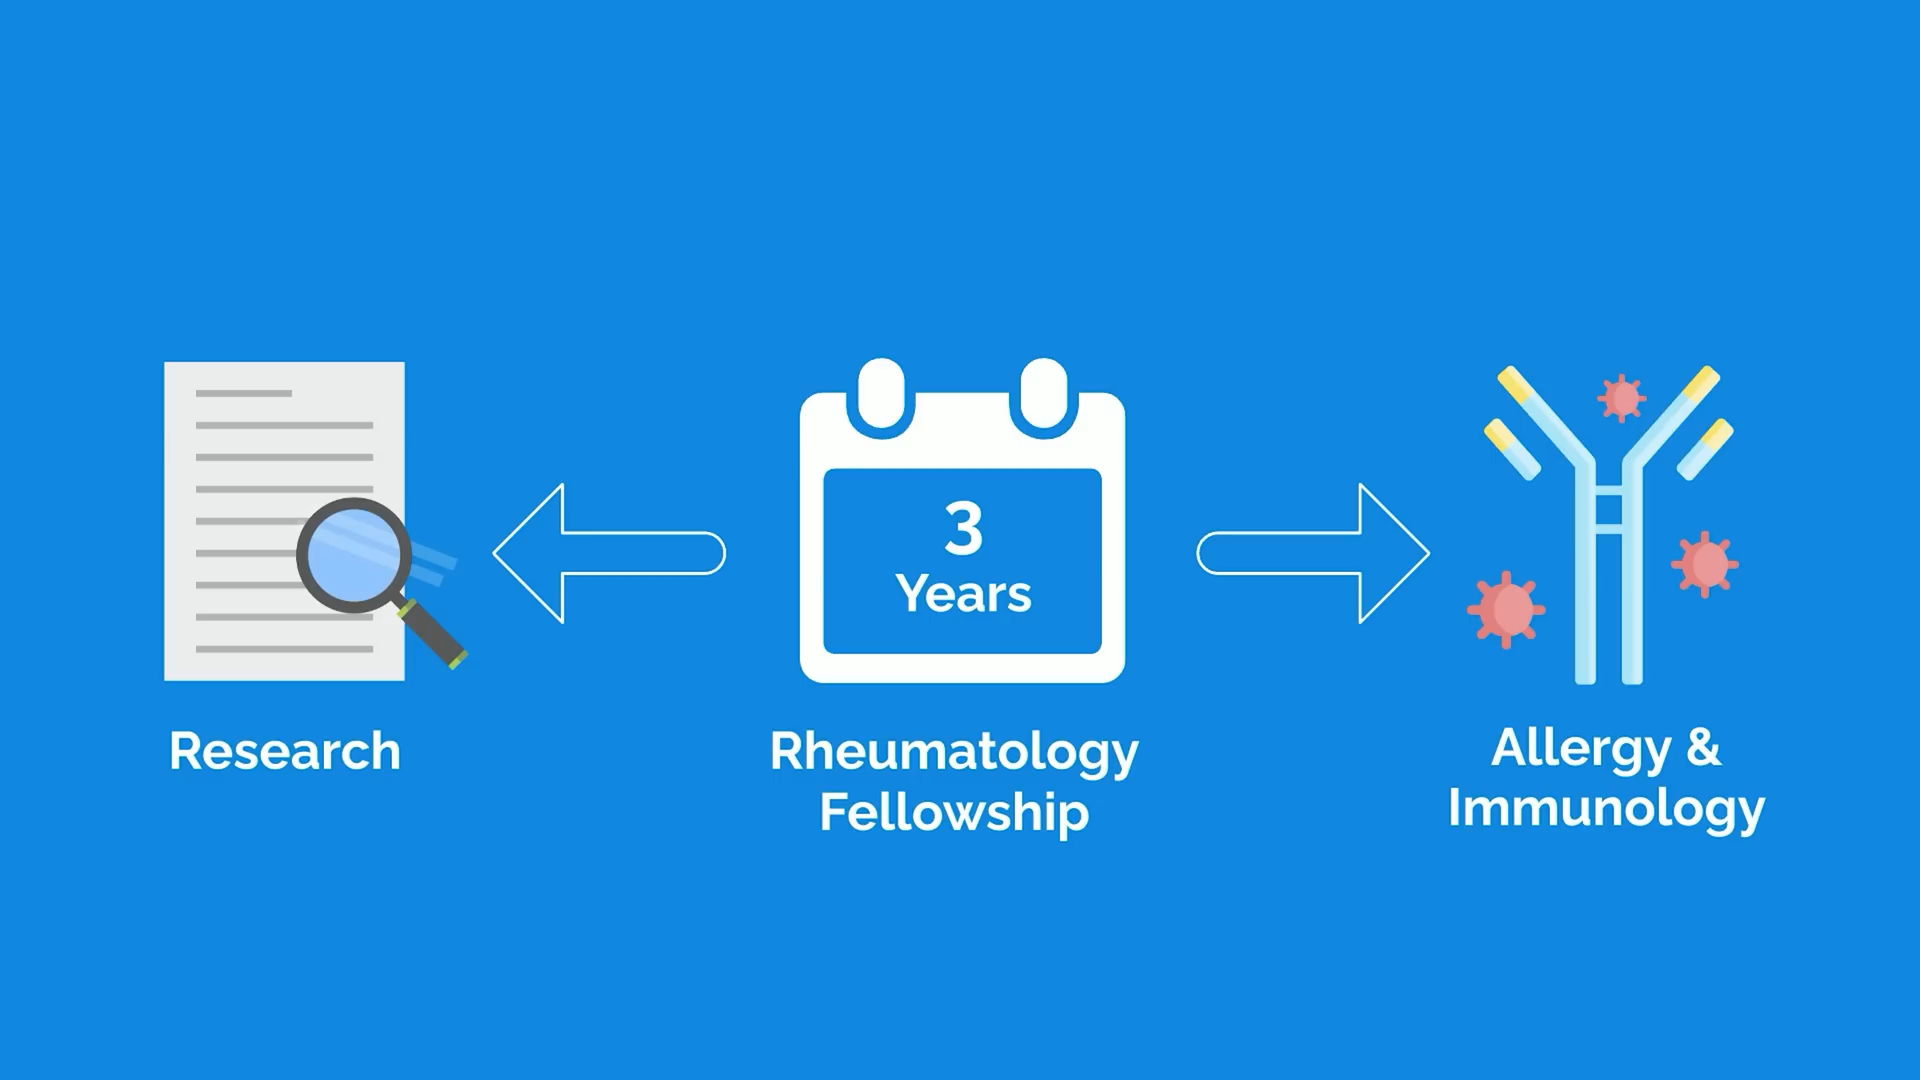 3
Years
Research
Rheumatology
Fellowship
Allergy &
Immunology